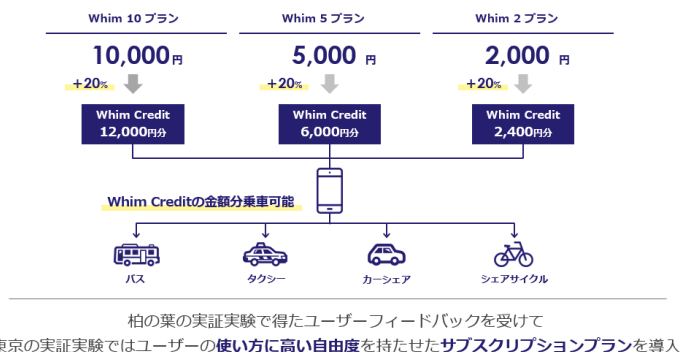 Whim 10 プラン
Whim 5 プラン
Whim 2 プラン
10,000円
5,000 円
2,000 円
+20%
+20%
+20%
Whim Credit
12,000円分
Whim Credit
6,000円分
Whim Credit
2,400円分
Whim Creditの金額分乗車可能
バス
タクシー
カーシェア
シェアサイクル
柏の葉の実証実験で得たユーザーフィードバックを受けて
東京の実証実験ではユーザーの使い方に高い自由度を持たせたサブスクリプションプランを導入